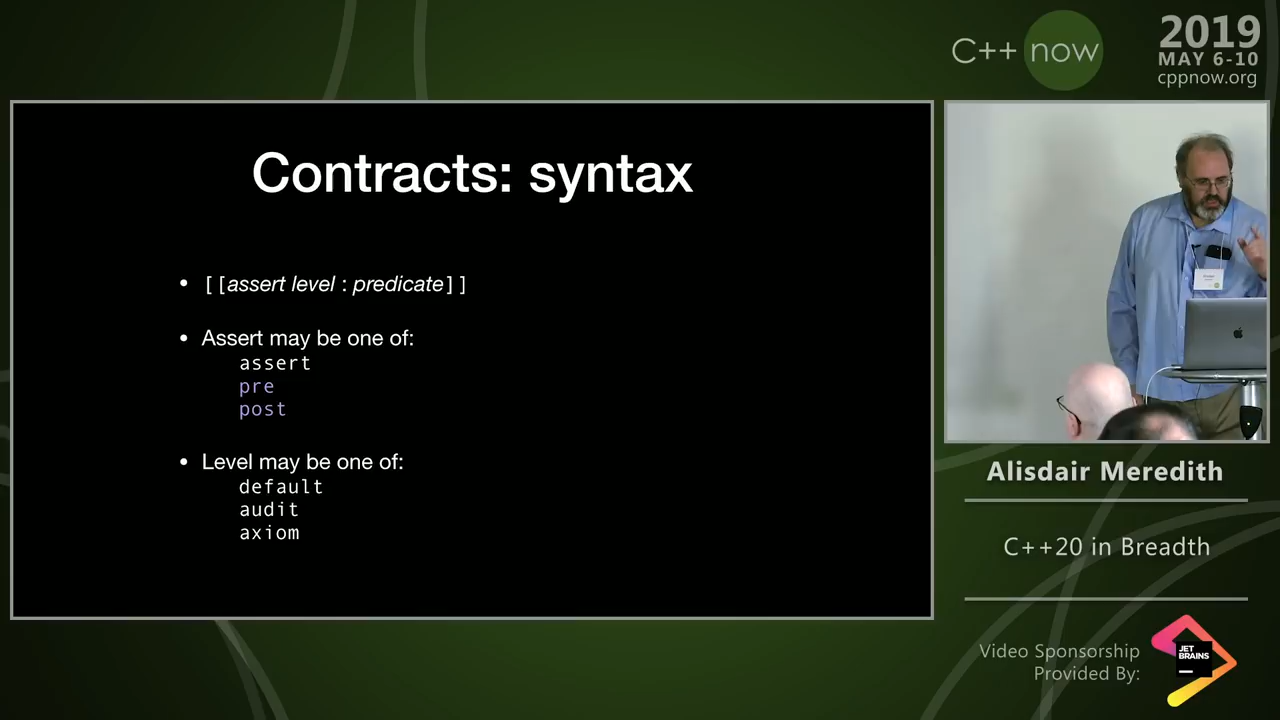 C++ now
2019
MAY 6-10
cppnow.org
Contracts: syntax
• [[assert level : predicate]]
• Assert may be one of:
assert
pre
post
• Level may be one of:
default
audit
axiom
Alisdair Meredith
C++20 in Breadth
Video Sponsorship
Provided By:
JET
BRAINS